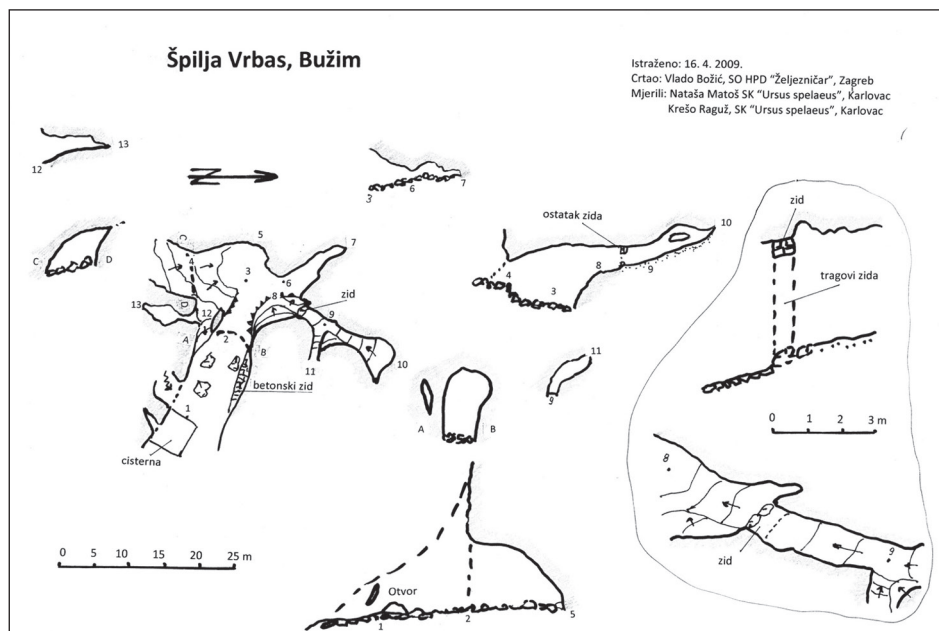 Špilja Vrbas, Bužim
Istraženo: 16. 4. 2009.
Crtao: Vlado Božić, SO HPD "Željezničar", Zagreb
Mjerili: Nataša Matoš SK "Ursus spelaeus", Karlovac
Krešo Raguž, SK "Ursus spelaeus", Karlovac
12 13
N
3 6 7
C D
C 4 5 7
3 6
D 8 zid
13 12 9
A 2 B
11 10
betonski zid
1
cisterna
ostatak zida
10
4 8 9
3
zid
tragovi zida
11
9
A B
0 1 2 3 m
8
zid
9
0 5 10 15 20 25 m
Otvor
1 2 5